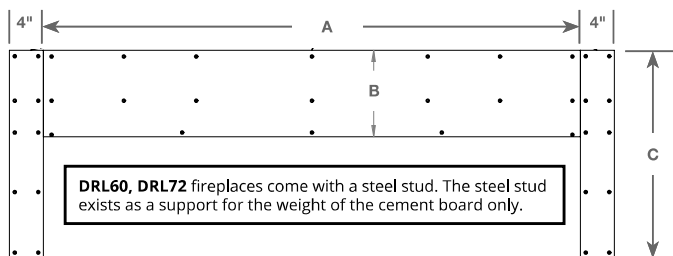 4" A 4"
B
C
DRL60, DRL72 fireplaces come with a steel stud. The steel stud
exists as a support for the weight of the cement board only.